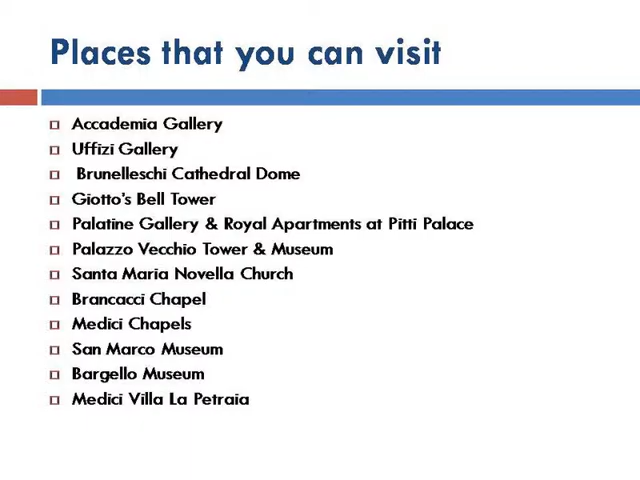 Places that you can visit
Accademia Gallery
Uffizi Gallery
Brunelleschi Cathedral Dome
Giotto's Bell Tower
Palatine Gallery & Royal Apartments at Pitti Palace
Palazzo Vecchio Tower & Museum
Santa Maria Novella Church
Brancacci Chapel
Medici Chapels
San Marco Museum
Bargello Museum
Medici Villa La Petraia